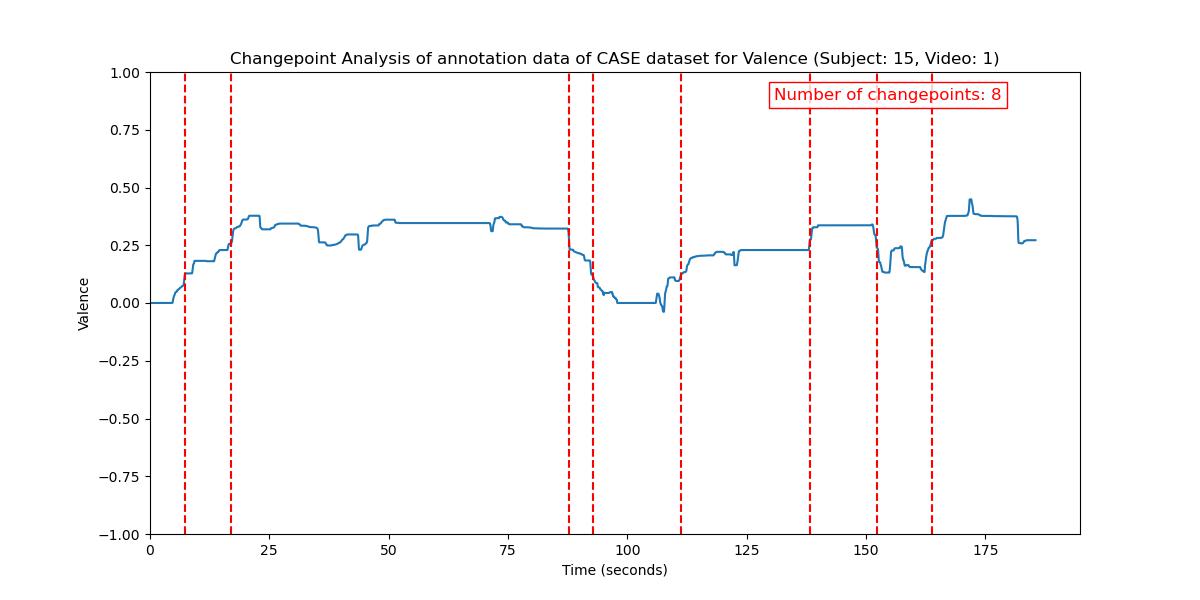 Changepoint Analysis of annotation data of CASE dataset for Valence (Subject: 15, Video: 1)
Number of changepoints: 8
1.00
0.75
0.50
0.25
0.00
−0.25
−0.50
−0.75
−1.00
Valence
0 25 50 75 100 125 150 175
Time (seconds)